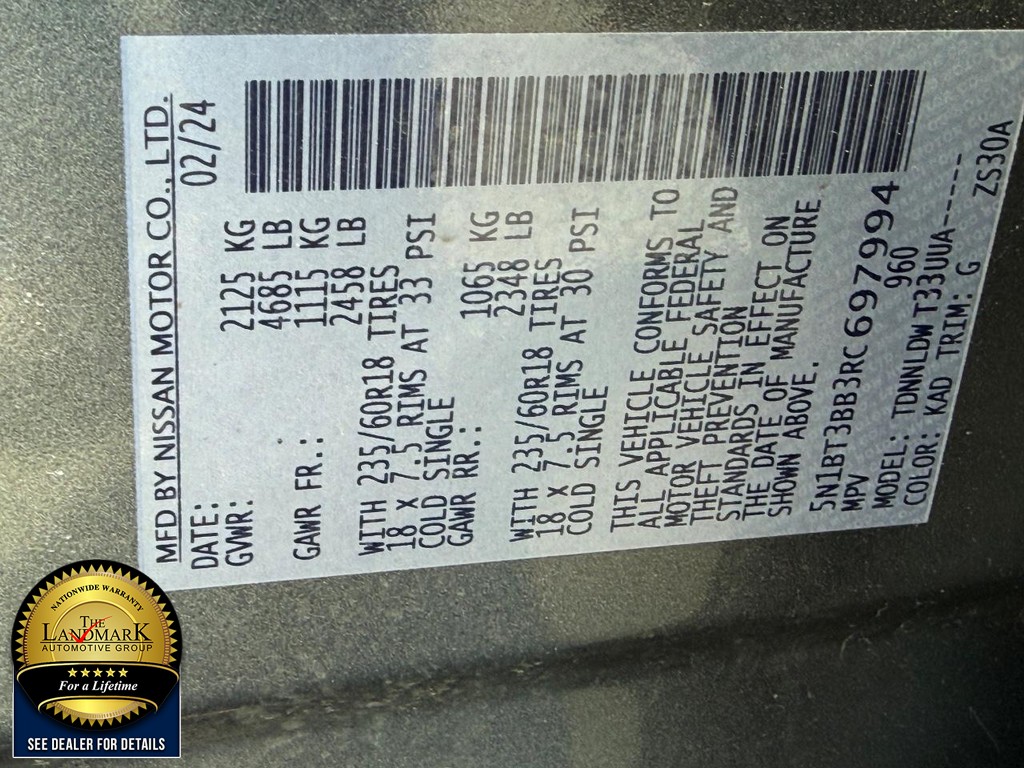 MFD BY NISSAN MOTOR CO., LTD.
DATE: 02/24
GVWR: 2125 KG
4685 LB
GAWR FR.: 1115 KG
2458 LB
WITH 235/60R18 TIRES
18 X 7.5 RIMS AT 33 PSI
COLD SINGLE
GAWR RR.: 1065 KG
2348 LB
WITH 235/60R18 TIRES
18 X 7.5 RIMS AT 30 PSI
COLD SINGLE
THIS VEHICLE CONFORMS TO
ALL APPLICABLE FEDERAL
MOTOR VEHICLE SAFETY AND
THEFT PREVENTION
STANDARDS IN EFFECT ON
THE DATE OF MANUFACTURE
SHOWN ABOVE.
5N1BT3BB3RC697994
MPV 960
MODEL: TDNNLDWT33UUA-----
COLOR: KAD TRIM: G ZS30A
NATIONWIDE WARRANTY
THE
LANDMARK
AUTOMOTIVE GROUP
For a Lifetime
SEE DEALER FOR DETAILS